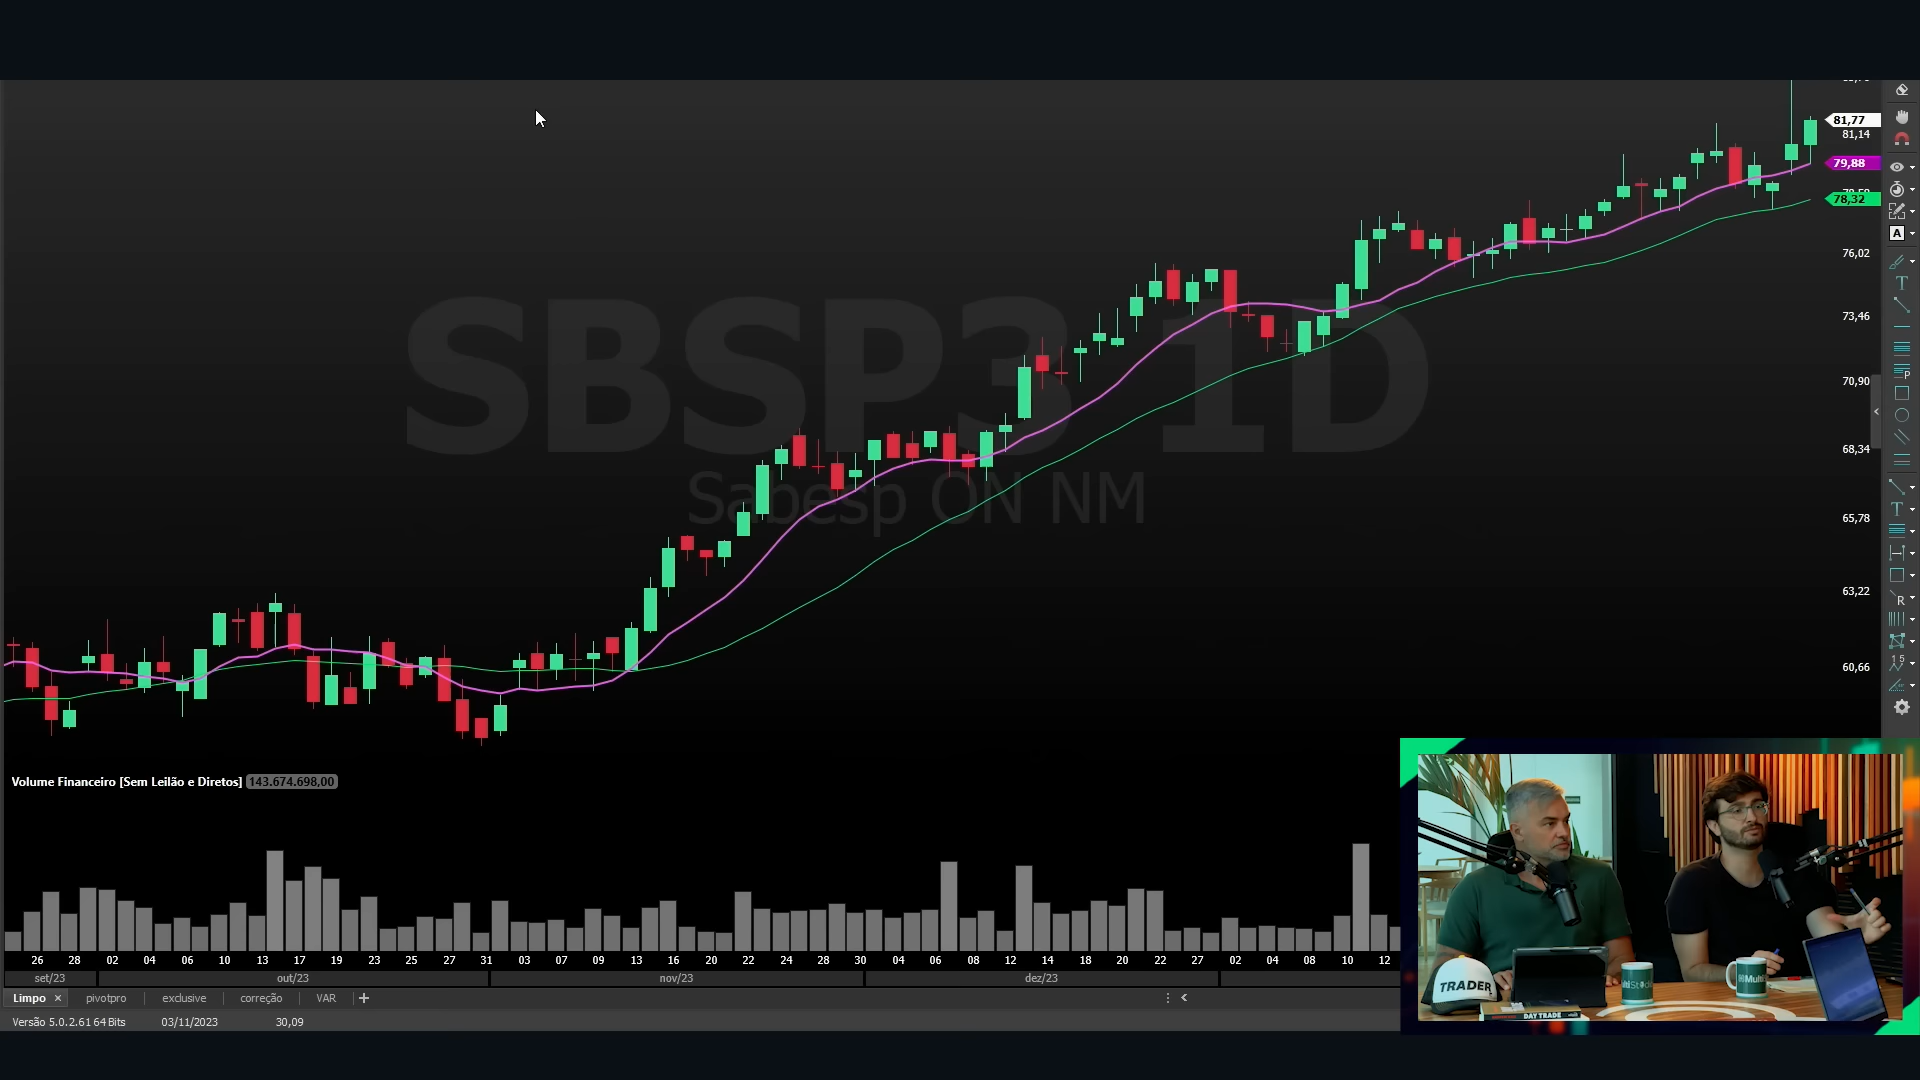 81,77
81,14
79,88
78,32
76,02
73,46
70,90
68,34
65,78
63,22
60,66
SBSP3 1D
Sabesp ON NM
Volume Financeiro [Sem Leilão e Diretos] 143.674.698,00
26 28 02 04 06 10 13 17 19 23 25 27 31 03 07 09 13 16 20 22 24 28 30 04 06 08 12 14 18 20 22 27 02 04 08 10 12
set/23 out/23 nov/23 dez/23
Limpo × pivotpro exclusive correção VAR +
Versão 5.0.2.61 64 Bits 03/11/2023 30,09
A
T
P
T
R
1 5
TRADER
DAY TRADE